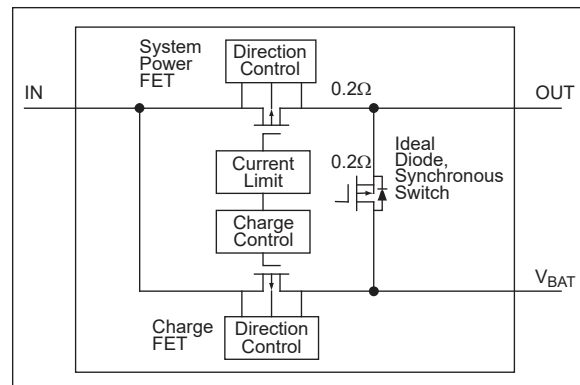 System
Power
FET
Direction
Control
IN
0.2Ω
OUT
0.2Ω
Ideal
Diode,
Synchronous
Switch
Current
Limit
Charge
Control
VBAT
Charge
FET
Direction
Control